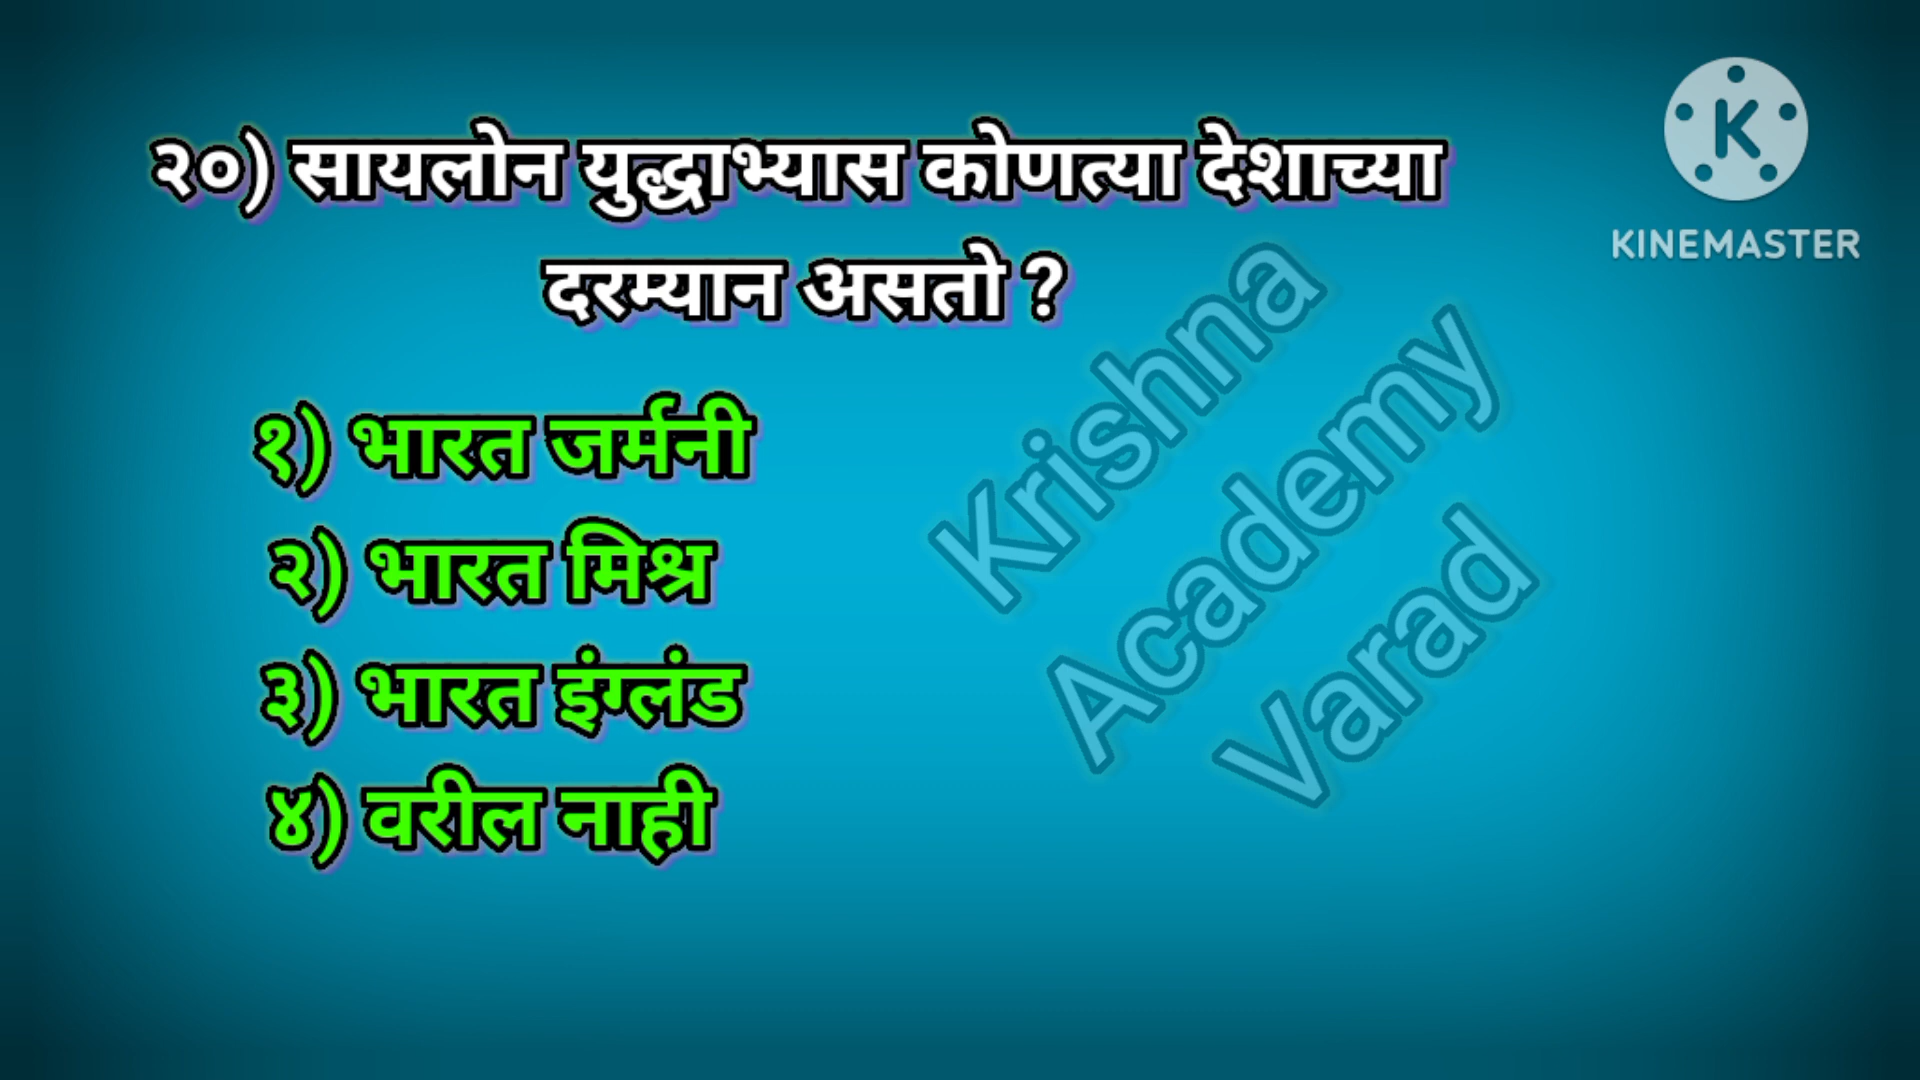 २०) सायलोन युद्धाभ्यास कोणत्या देशाच्या
दरम्यान असतो ?
१) भारत जर्मनी
२) भारत मिश्र
३) भारत इंग्लंड
४) वरील नाही
Krishna
Academy
Varad
K
KINEMASTER